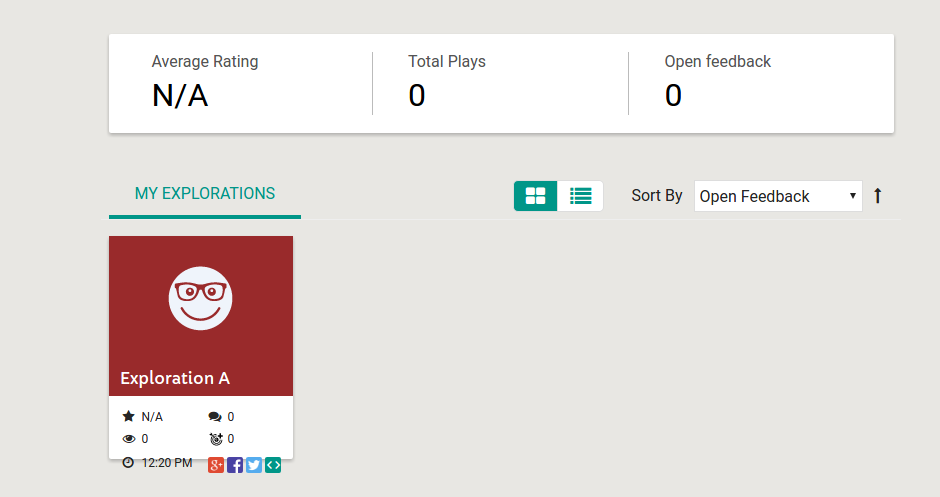 Average Rating
Total Plays
Open feedback
N/A
0
0
MY EXPLORATIONS
Sort By
Open Feedback
Exploration A
N/A
0
0
0
12:20 PM